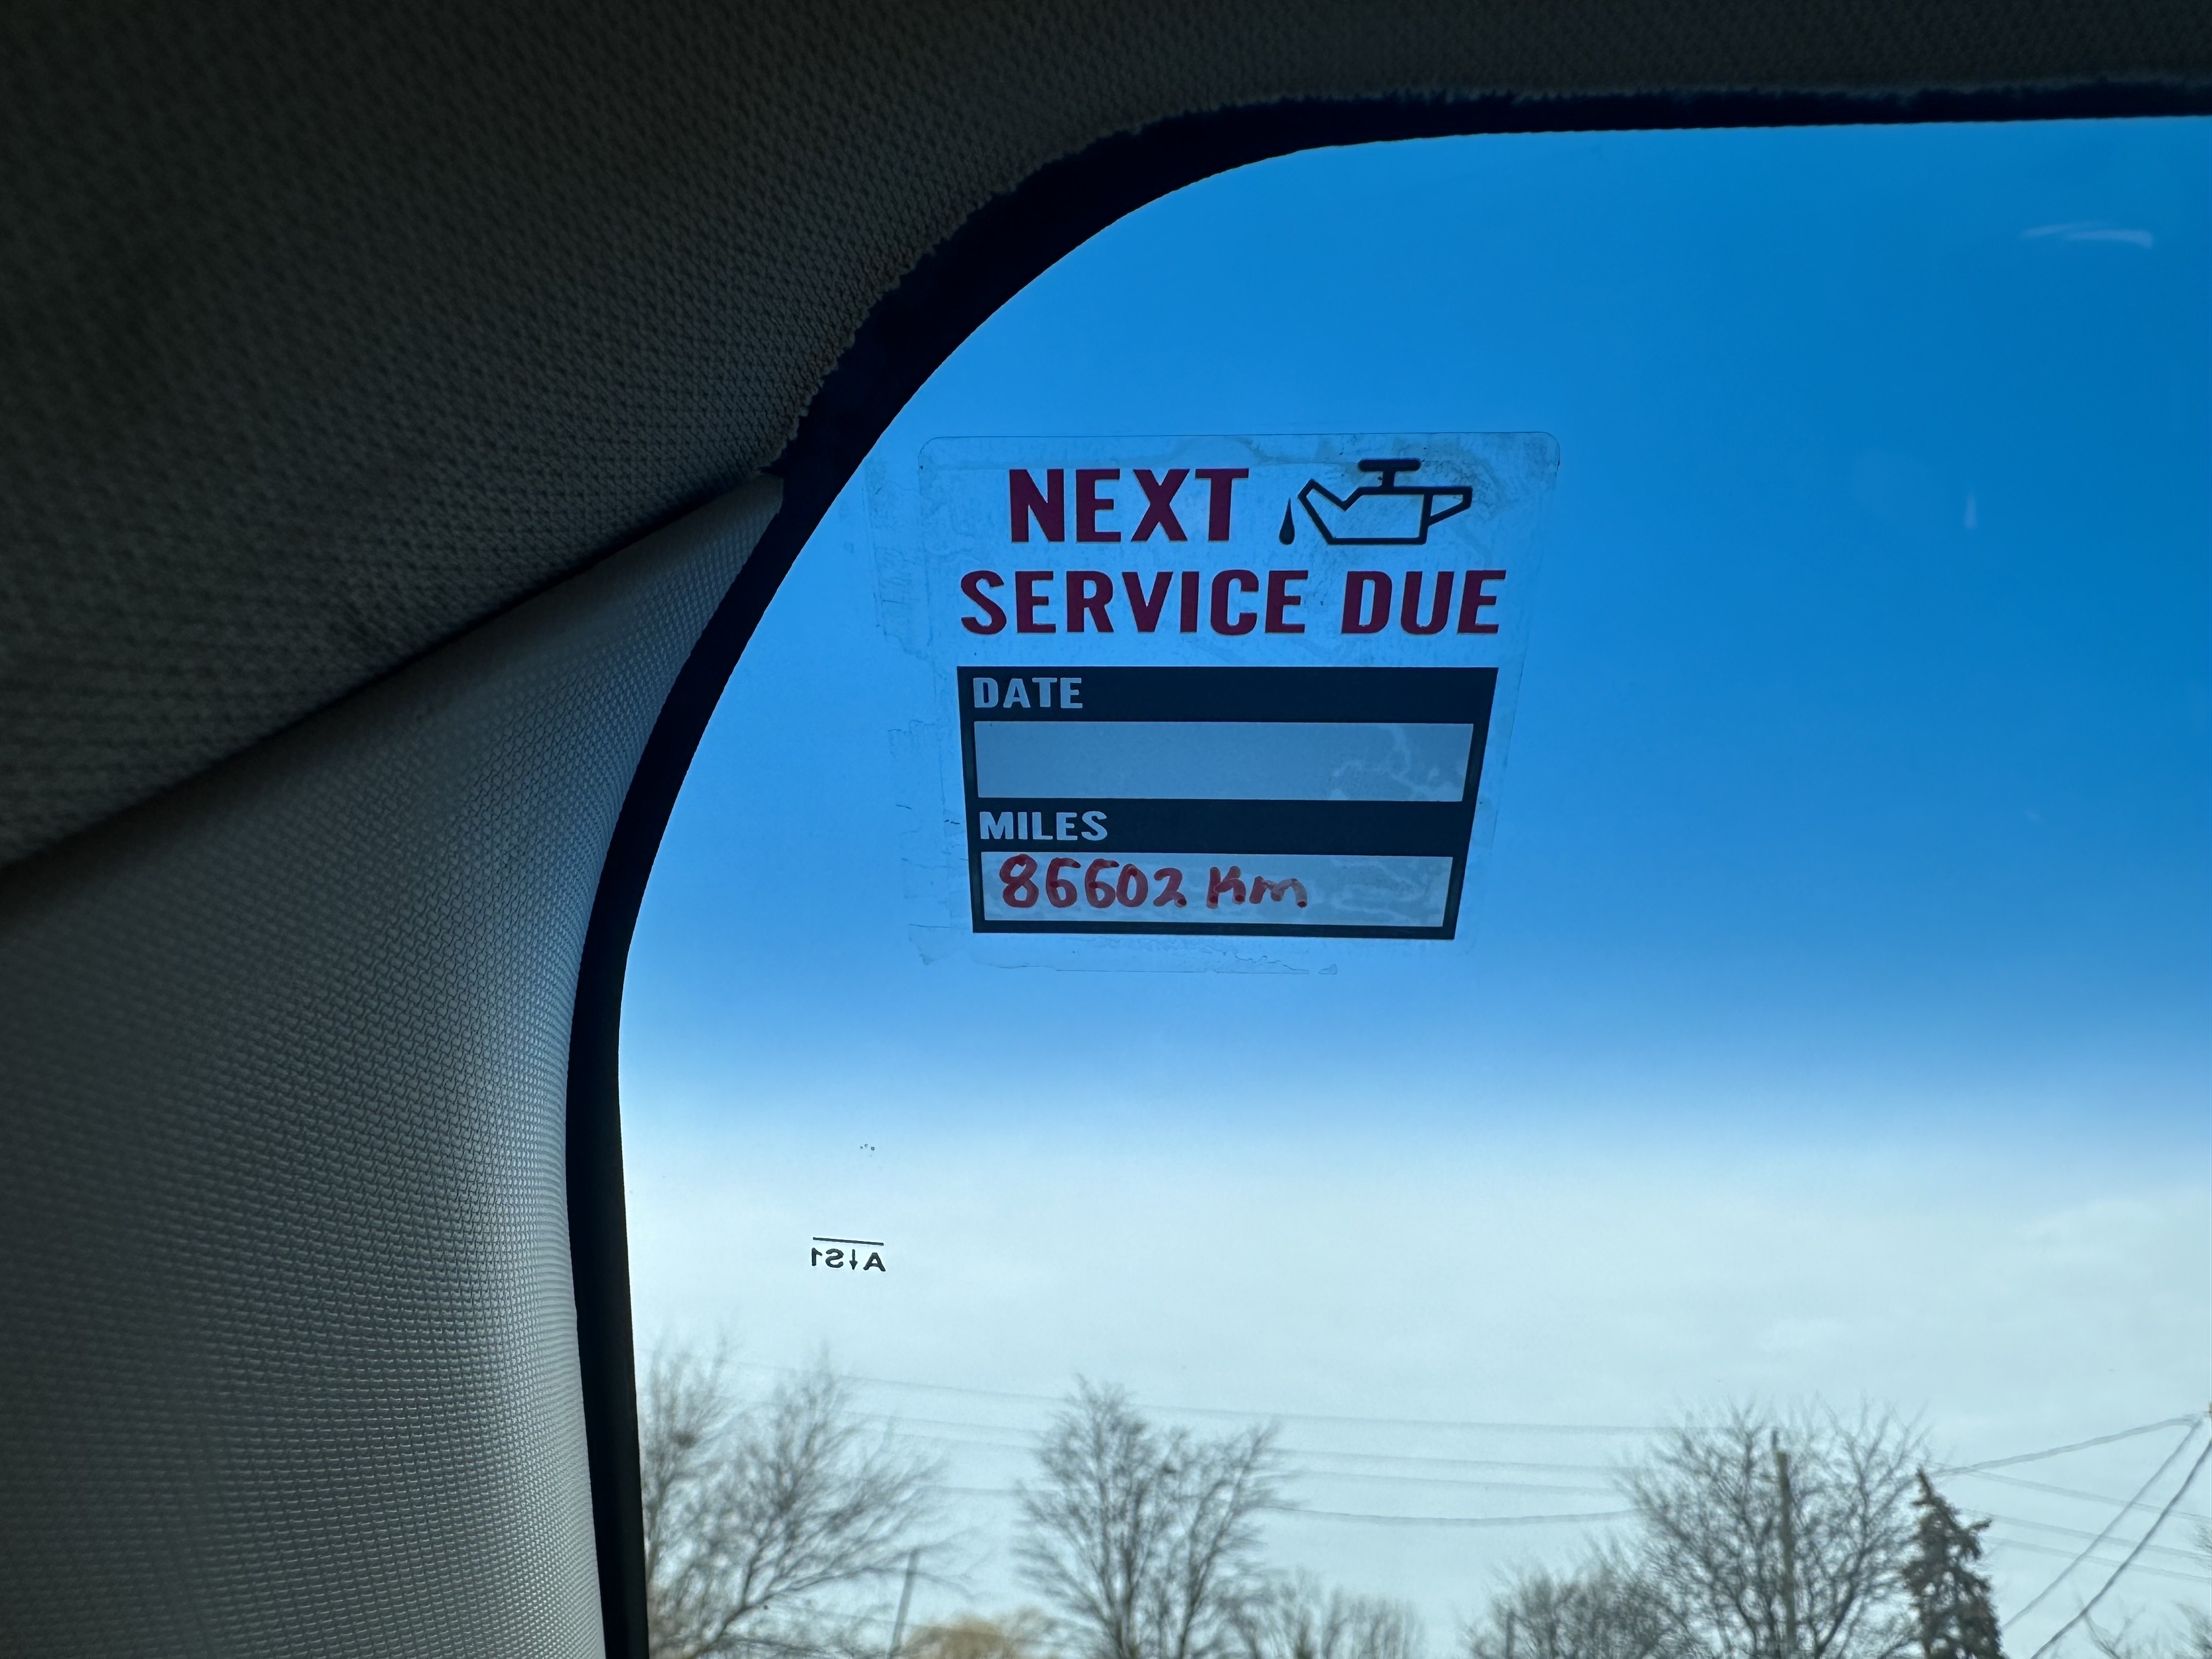 NEXT
SERVICE DUE
DATE
MILES
86602 Km
AS1